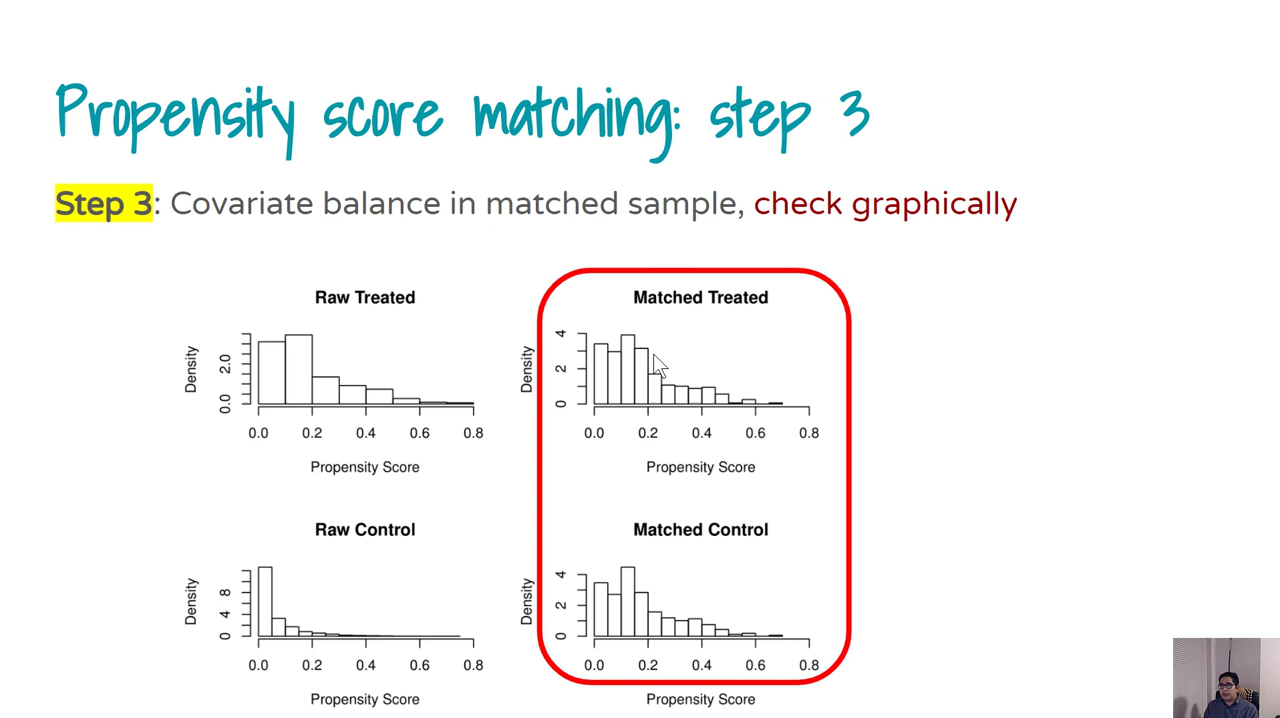 Propensity score matching: step 3
Step 3: Covariate balance in matched sample, check graphically
Raw Treated
Density
0.0 2.0
0.0 0.2 0.4 0.6 0.8
Propensity Score
Matched Treated
Density
0 2 4
0.0 0.2 0.4 0.6 0.8
Propensity Score
Raw Control
Density
0 4 8
0.0 0.2 0.4 0.6 0.8
Propensity Score
Matched Control
Density
0 2 4
0.0 0.2 0.4 0.6 0.8
Propensity Score